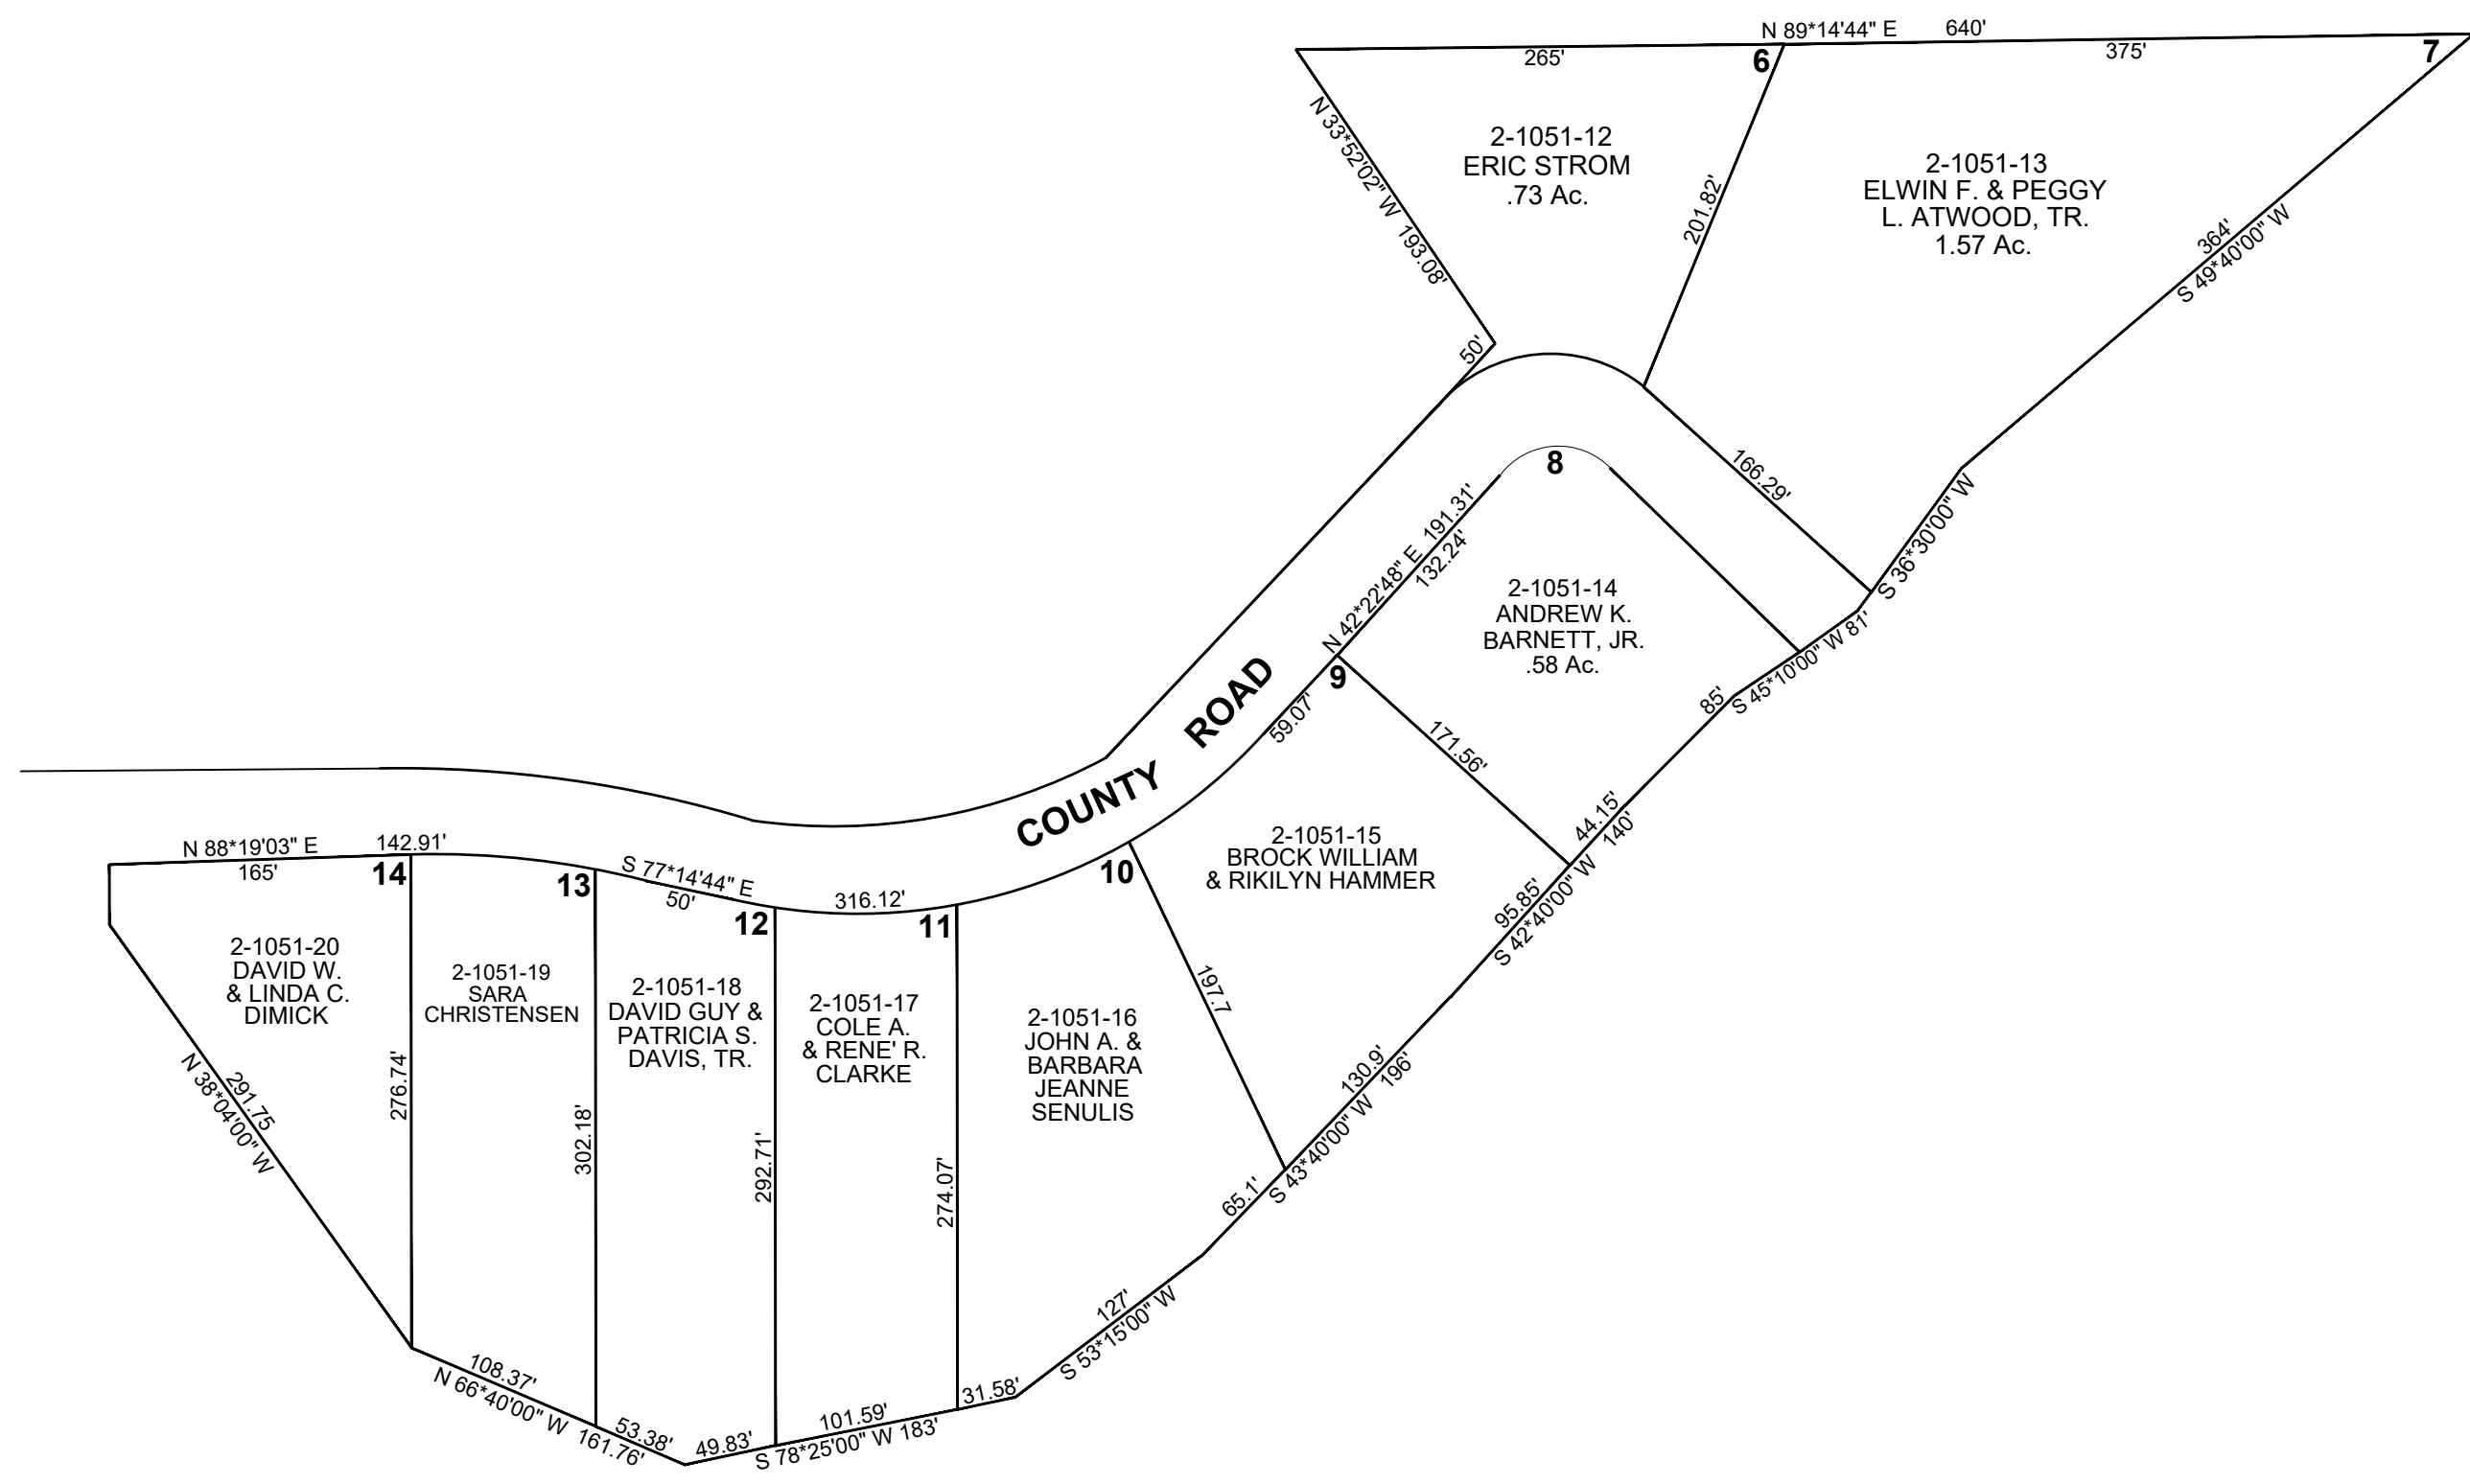 N 89*14'44" E 640'
265'
6
375'
7
N 33*52'02" W 193.08'
2-1051-12
ERIC STROM
.73 Ac.
201.82'
2-1051-13
ELWIN F. & PEGGY
L. ATWOOD, TR.
1.57 Ac.
364'
S 49*40'00" W
50'
8
166.29'
S 36*30'00" W
N 42*22'48" E 191.31'
132.24'
2-1051-14
ANDREW K.
BARNETT, JR.
.58 Ac.
S 45*10'00" W 81'
85'
9
59.07'
COUNTY ROAD
171.56'
44.15'
S 42*40'00" W 140'
95.85'
2-1051-15
BROCK WILLIAM
& RIKILYN HAMMER
10
197.7
130.9'
S 43*40'00" W 196'
65.1'
N 88*19'03" E
142.91'
165'
14
13
S 77*14'44" E
50'
12
316.12'
11
2-1051-20
DAVID W.
& LINDA C.
DIMICK
291.75
N 38*04'00" W
276.74'
2-1051-19
SARA
CHRISTENSEN
302.18'
2-1051-18
DAVID GUY &
PATRICIA S.
DAVIS, TR.
292.71'
2-1051-17
COLE A.
& RENE' R.
CLARKE
274.07'
2-1051-16
JOHN A. &
BARBARA
JEANNE
SENULIS
127'
S 53*15'00" W
108.37'
N 66*40'00" W 161.76'
53.38'
49.83'
101.59'
31.58'
S 78*25'00" W 183'